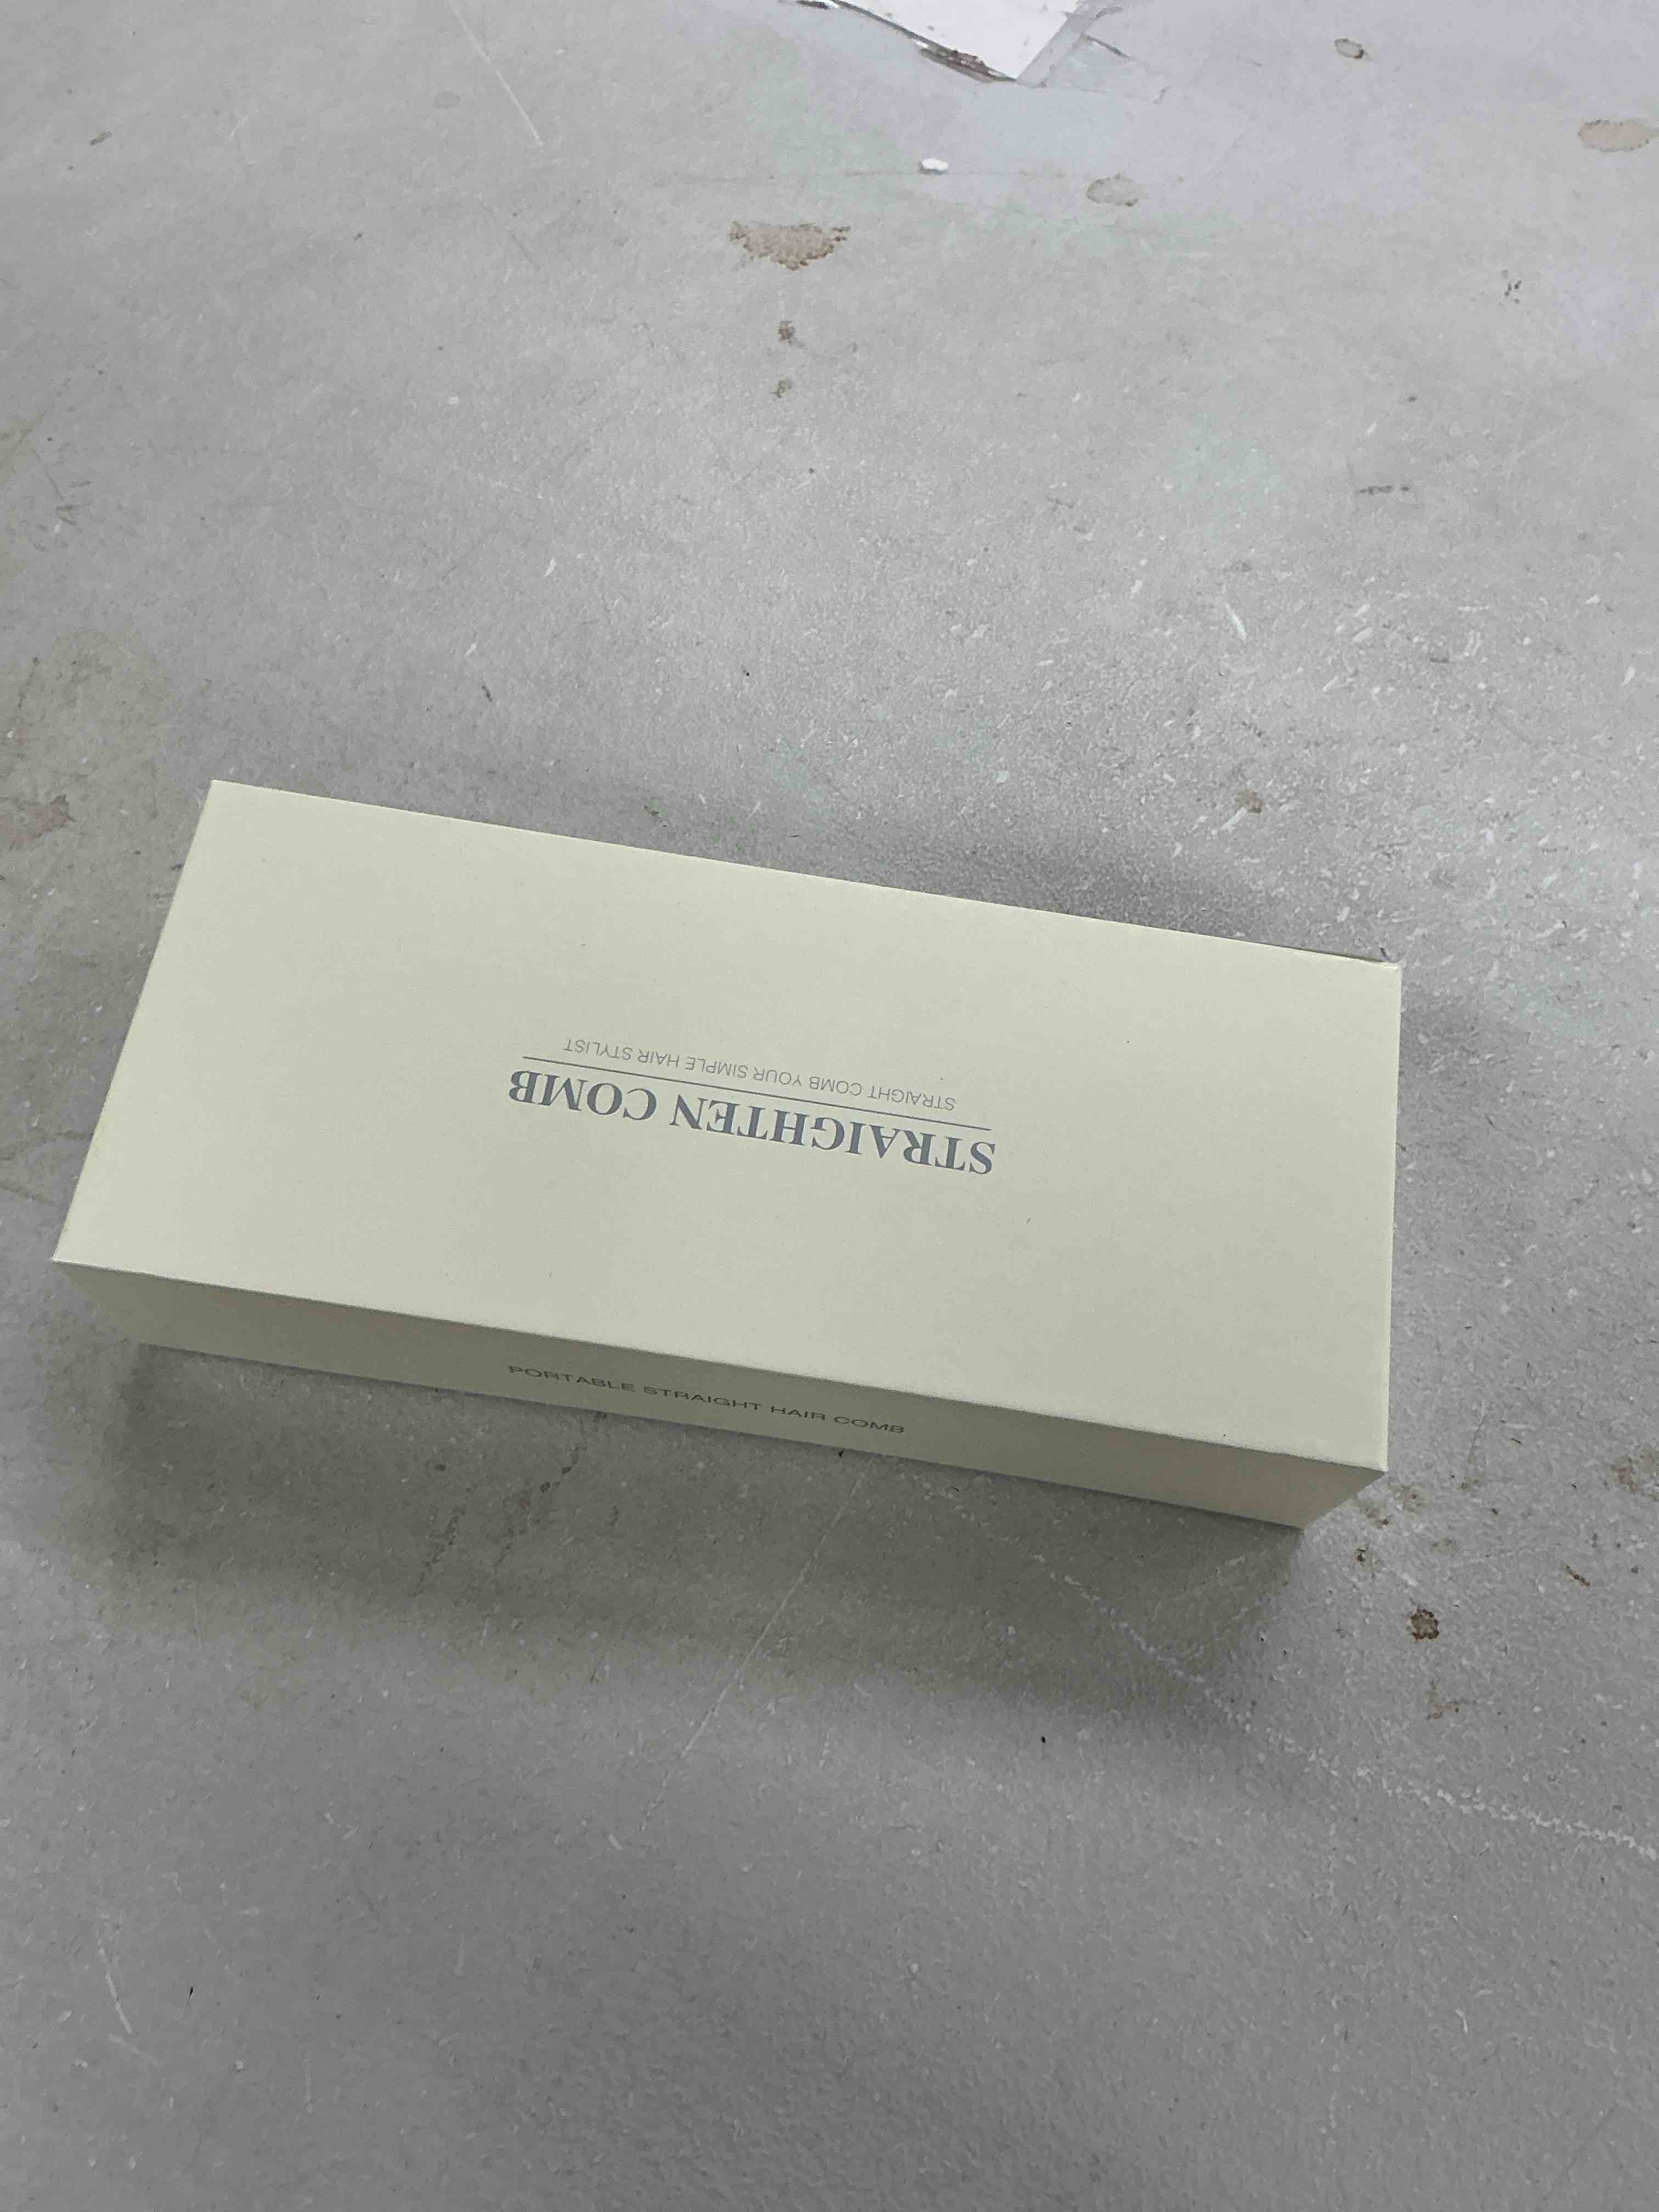 STRAIGHTEN COMB
STRAIGHT COMB YOUR SIMPLE HAIR STYLIST
PORTABLE STRAIGHT HAIR COMB